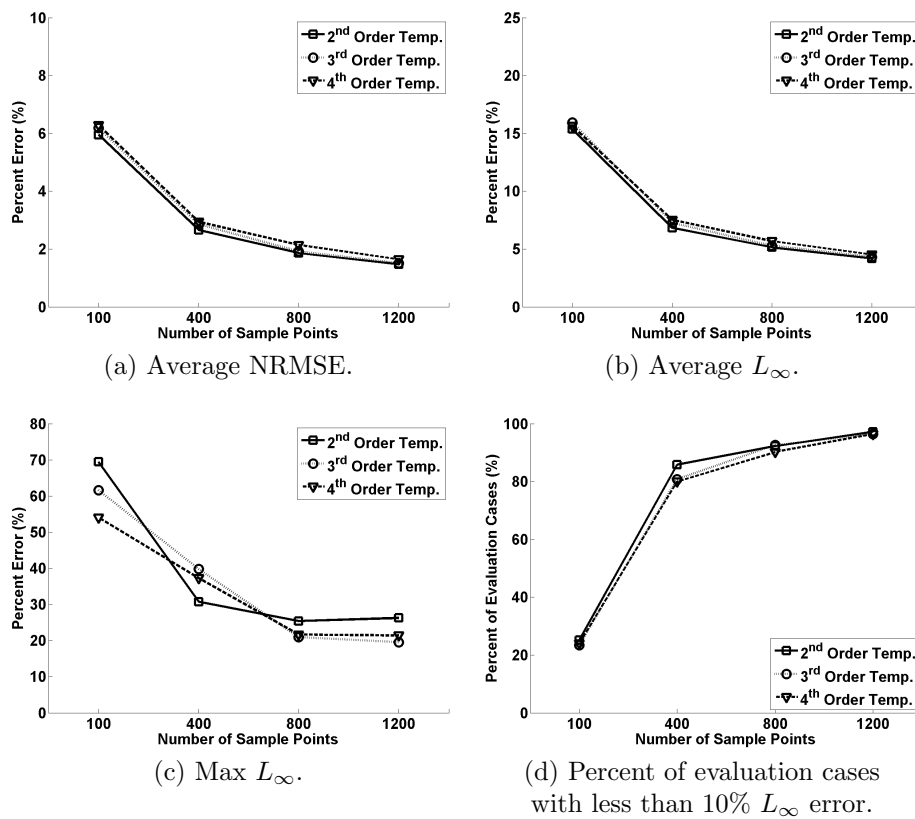 10
8
6
4
2
0
Percent Error (%)
2nd Order Temp.
3rd Order Temp.
4th Order Temp.
100 400 800 1200
Number of Sample Points
(a) Average NRMSE.
25
20
15
10
5
0
Percent Error (%)
2nd Order Temp.
3rd Order Temp.
4th Order Temp.
100 400 800 1200
Number of Sample Points
(b) Average L∞.
80
70
60
50
40
30
20
10
0
Percent Error (%)
2nd Order Temp.
3rd Order Temp.
4th Order Temp.
100 400 800 1200
Number of Sample Points
(c) Max L∞.
100
80
60
40
20
0
Percent of Evaluation Cases (%)
2nd Order Temp.
3rd Order Temp.
4th Order Temp.
100 400 800 1200
Number of Sample Points
(d) Percent of evaluation cases
with less than 10% L∞ error.